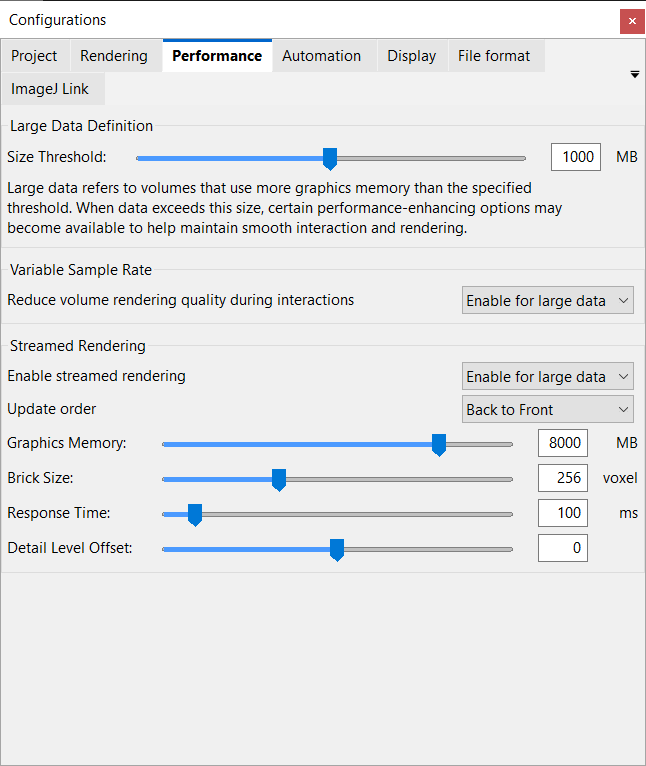 Configurations
Project Rendering Performance Automation Display File format
ImageJ Link
Large Data Definition
Size Threshold: 1000 MB
Large data refers to volumes that use more graphics memory than the specified
threshold. When data exceeds this size, certain performance-enhancing options may
become available to help maintain smooth interaction and rendering.
Variable Sample Rate
Reduce volume rendering quality during interactions Enable for large data
Streamed Rendering
Enable streamed rendering Enable for large data
Update order Back to Front
Graphics Memory: 8000 MB
Brick Size: 256 voxel
Response Time: 100 ms
Detail Level Offset: 0